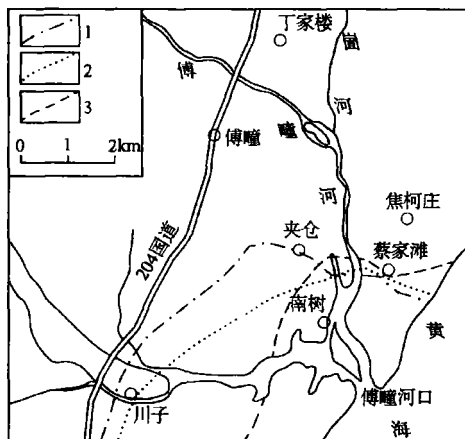 1
2
3
0 1 2km
丁家楼
崮
河
傅
疃
河
傅疃
204国道
焦柯庄
夹仓
蔡家滩
南树
黄
海
川子
傅疃河口